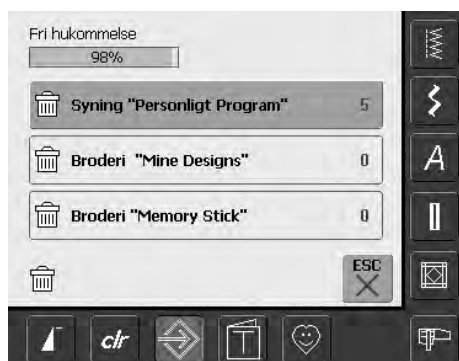 Fri hukommelse
98%
Syning "Personligt Program" 5
Broderi "Mine Designs" 0
Broderi "Memory Stick" 0
ESC
A
clr
T